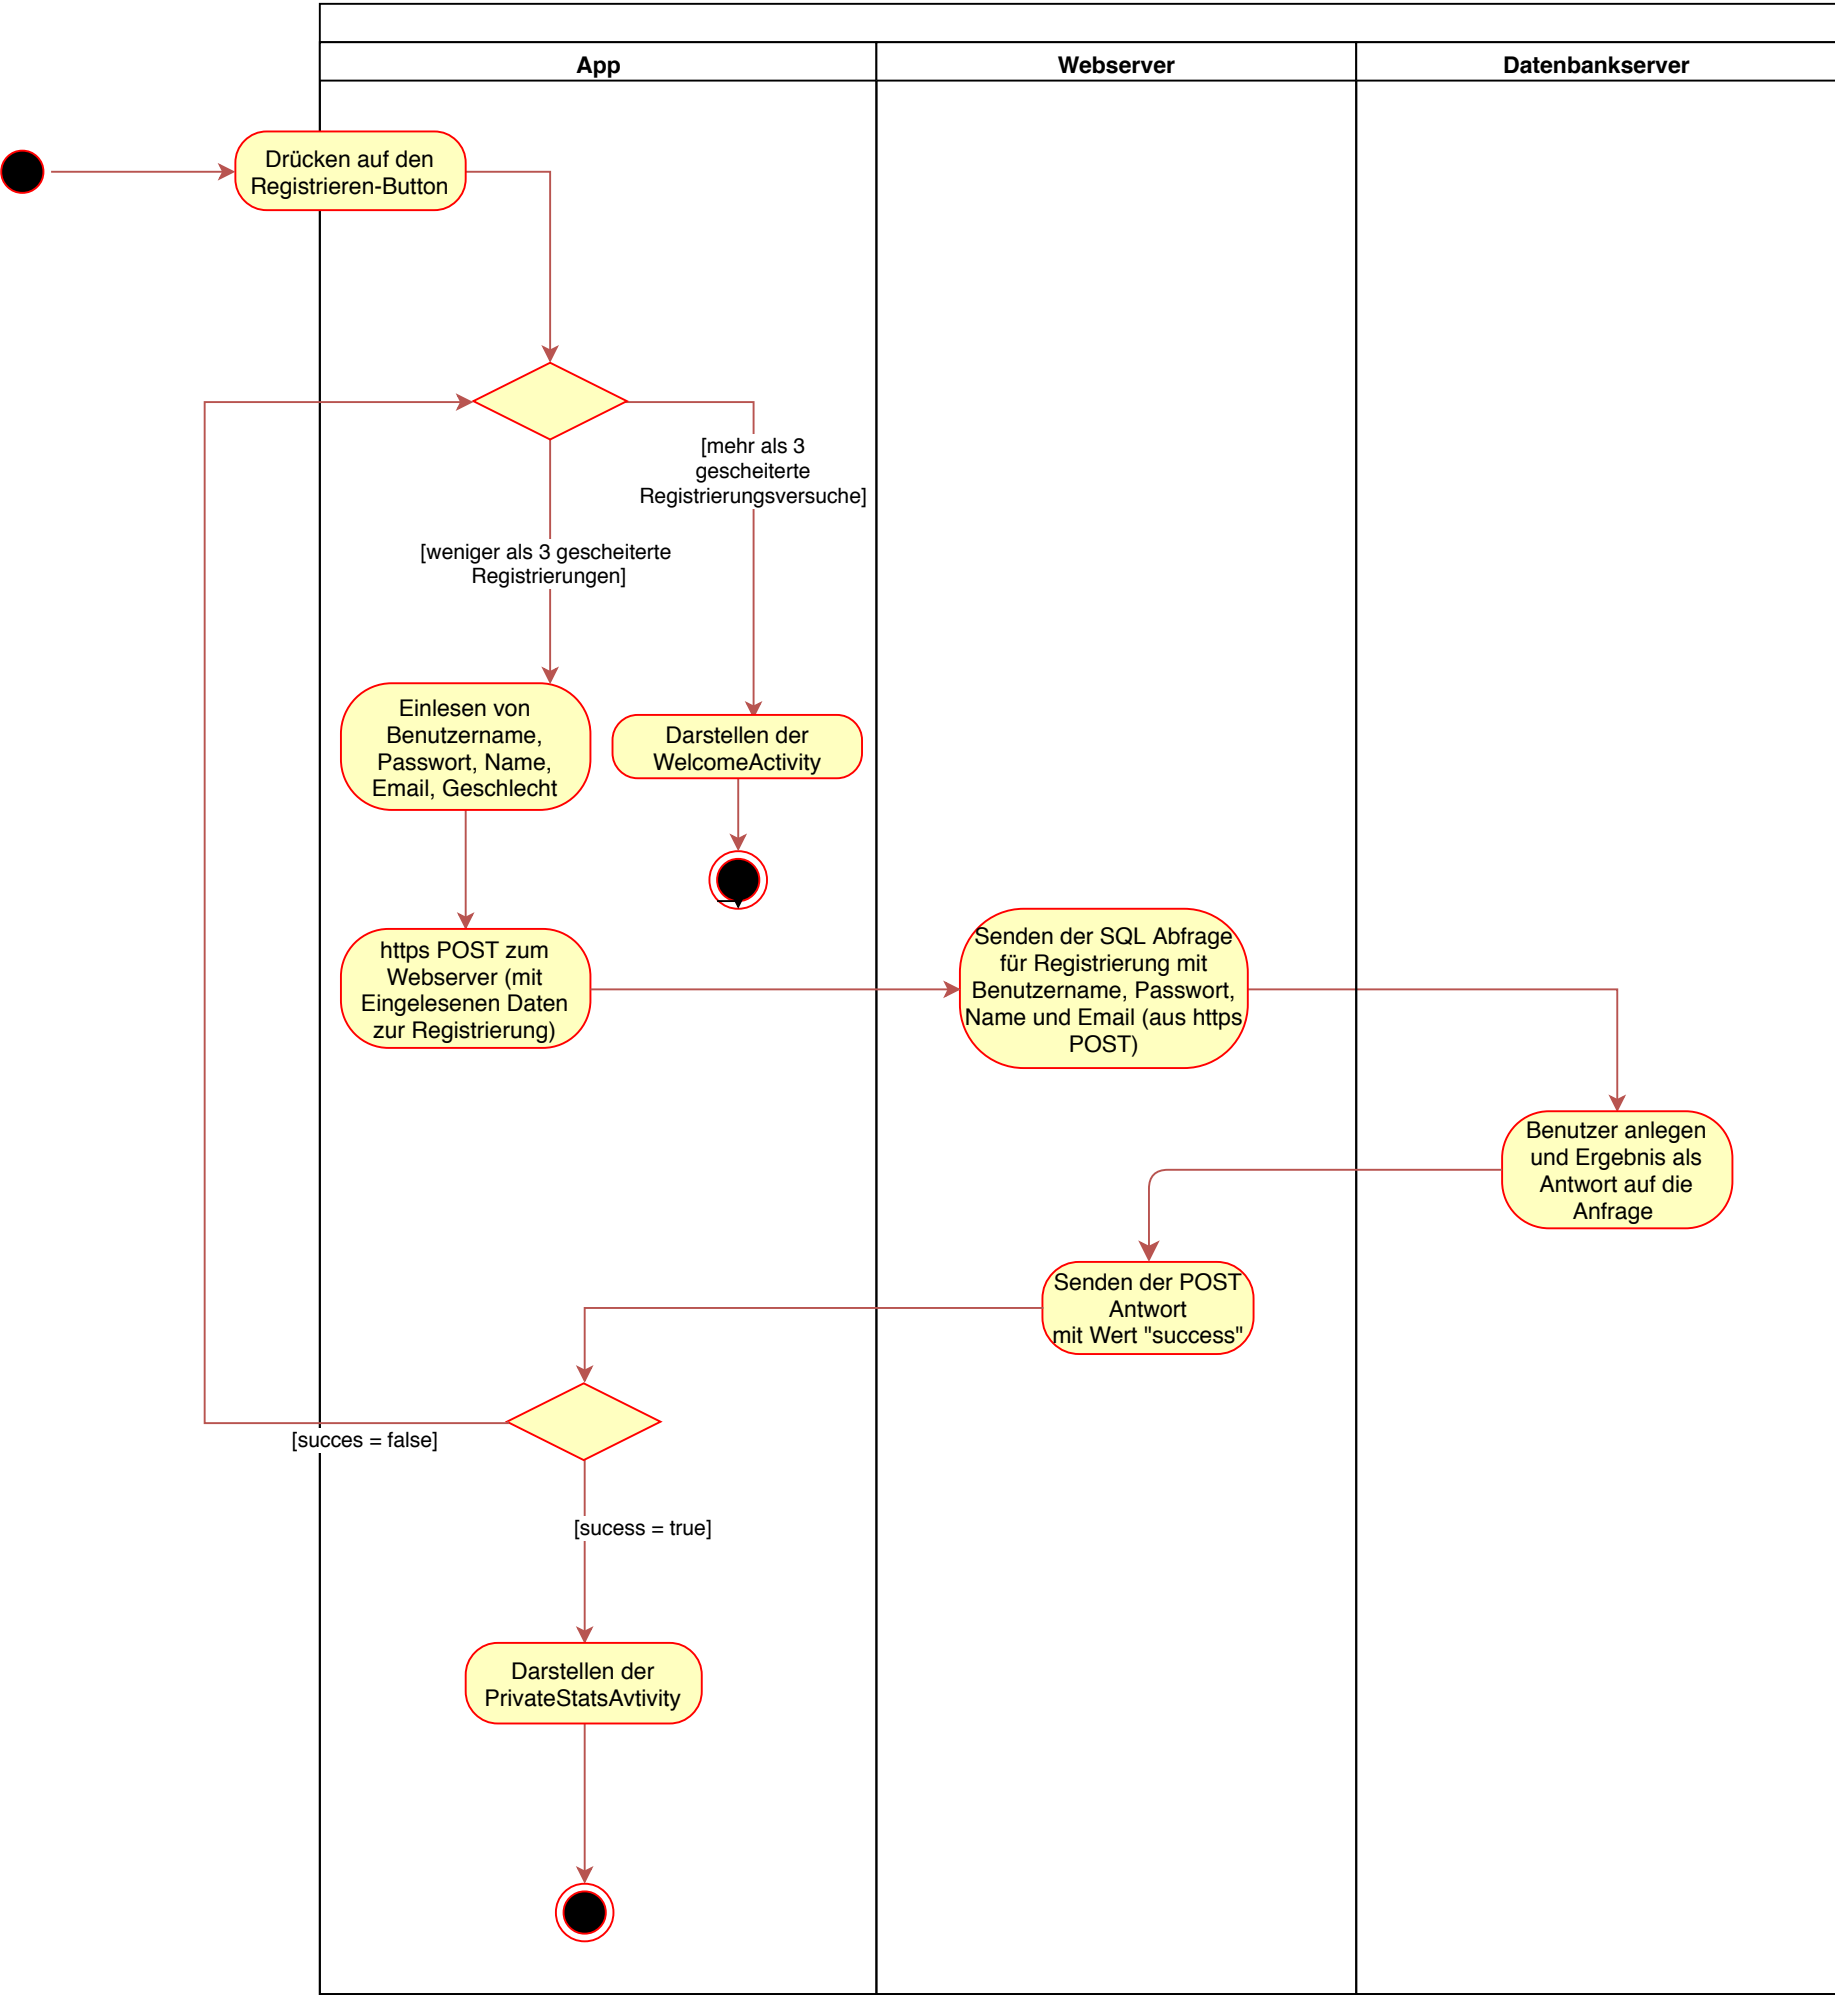 App
Webserver
Datenbankserver
Drücken auf den
Registrieren-Button
[mehr als 3
gescheiterte
Registrierungsversuche]
[weniger als 3 gescheiterte
Registrierungen]
Einlesen von
Benutzername,
Passwort, Name,
Email, Geschlecht
Darstellen der
WelcomeActivity
https POST zum
Webserver (mit
Eingelesenen Daten
zur Registrierung)
Senden der SQL Abfrage
für Registrierung mit
Benutzername, Passwort,
Name und Email (aus https
POST)
Benutzer anlegen
und Ergebnis als
Antwort auf die
Anfrage
Senden der POST
Antwort
mit Wert "success"
[succes = false]
[sucess = true]
Darstellen der
PrivateStatsAvtivity